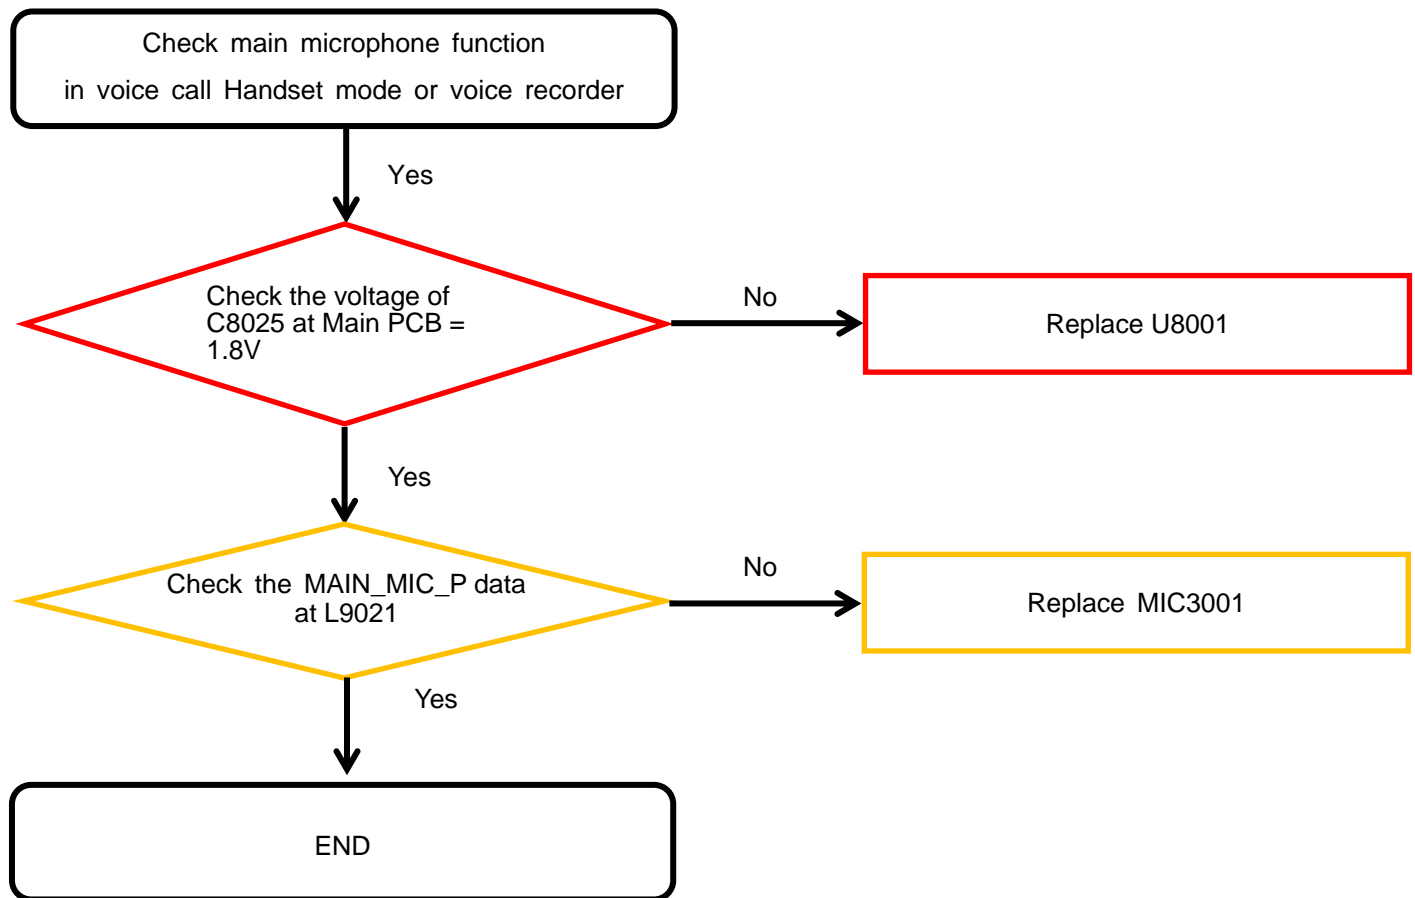 Check main microphone function
in voice call Handset mode or voice recorder
Yes
Check the voltage of
C8025 at Main PCB =
1.8V
No
Replace U8001
Yes
Check the MAIN_MIC_P data
at L9021
No
Replace MIC3001
Yes
END